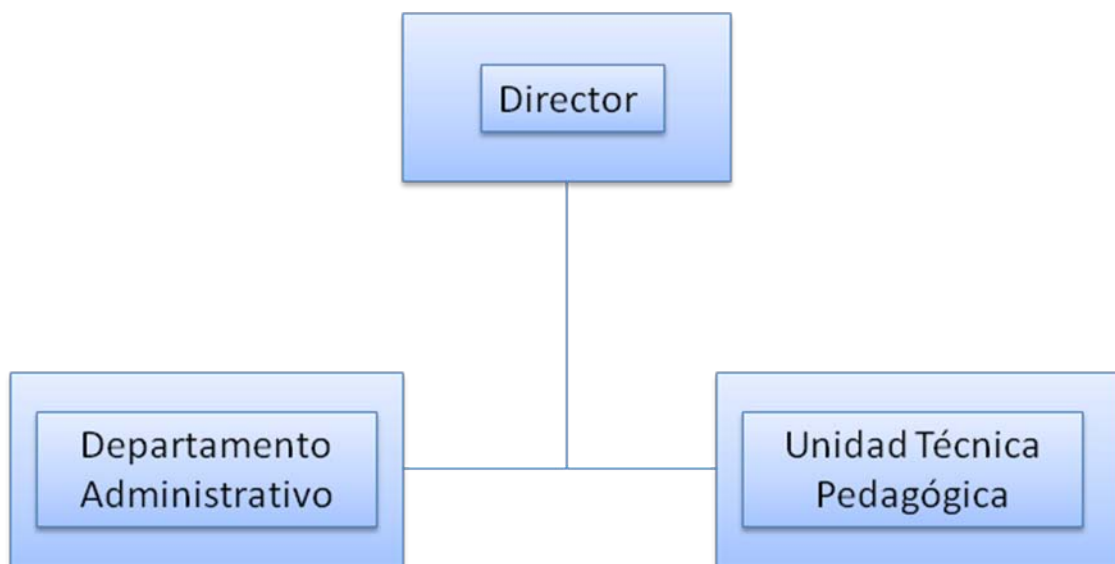 Director
Departamento
Administrativo
Unidad Técnica
Pedagógica